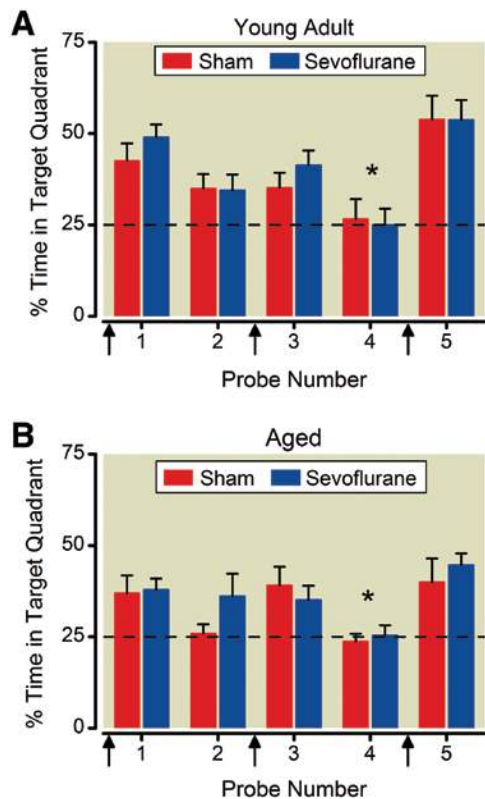 A
Young Adult
75
Sham Sevoflurane
50
*
25
0
% Time in Target Quadrant
1 2 3 4 5
Probe Number
B
Aged
75
Sham Sevoflurane
50
*
25
0
% Time in Target Quadrant
1 2 3 4 5
Probe Number